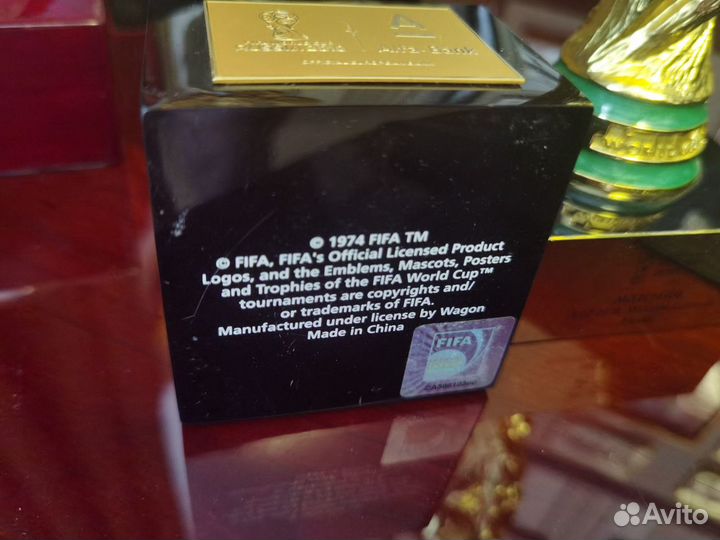 Alfa-Bank
© 1974 FIFA TM
© FIFA, FIFA's Official Licensed Product
Logos, and the Emblems, Mascots, Posters
and Trophies of the FIFA World Cup™
tournaments are copyrights and/
or trademarks of FIFA.
Manufactured under license by Wagon
Made in China
FIFA
Avito